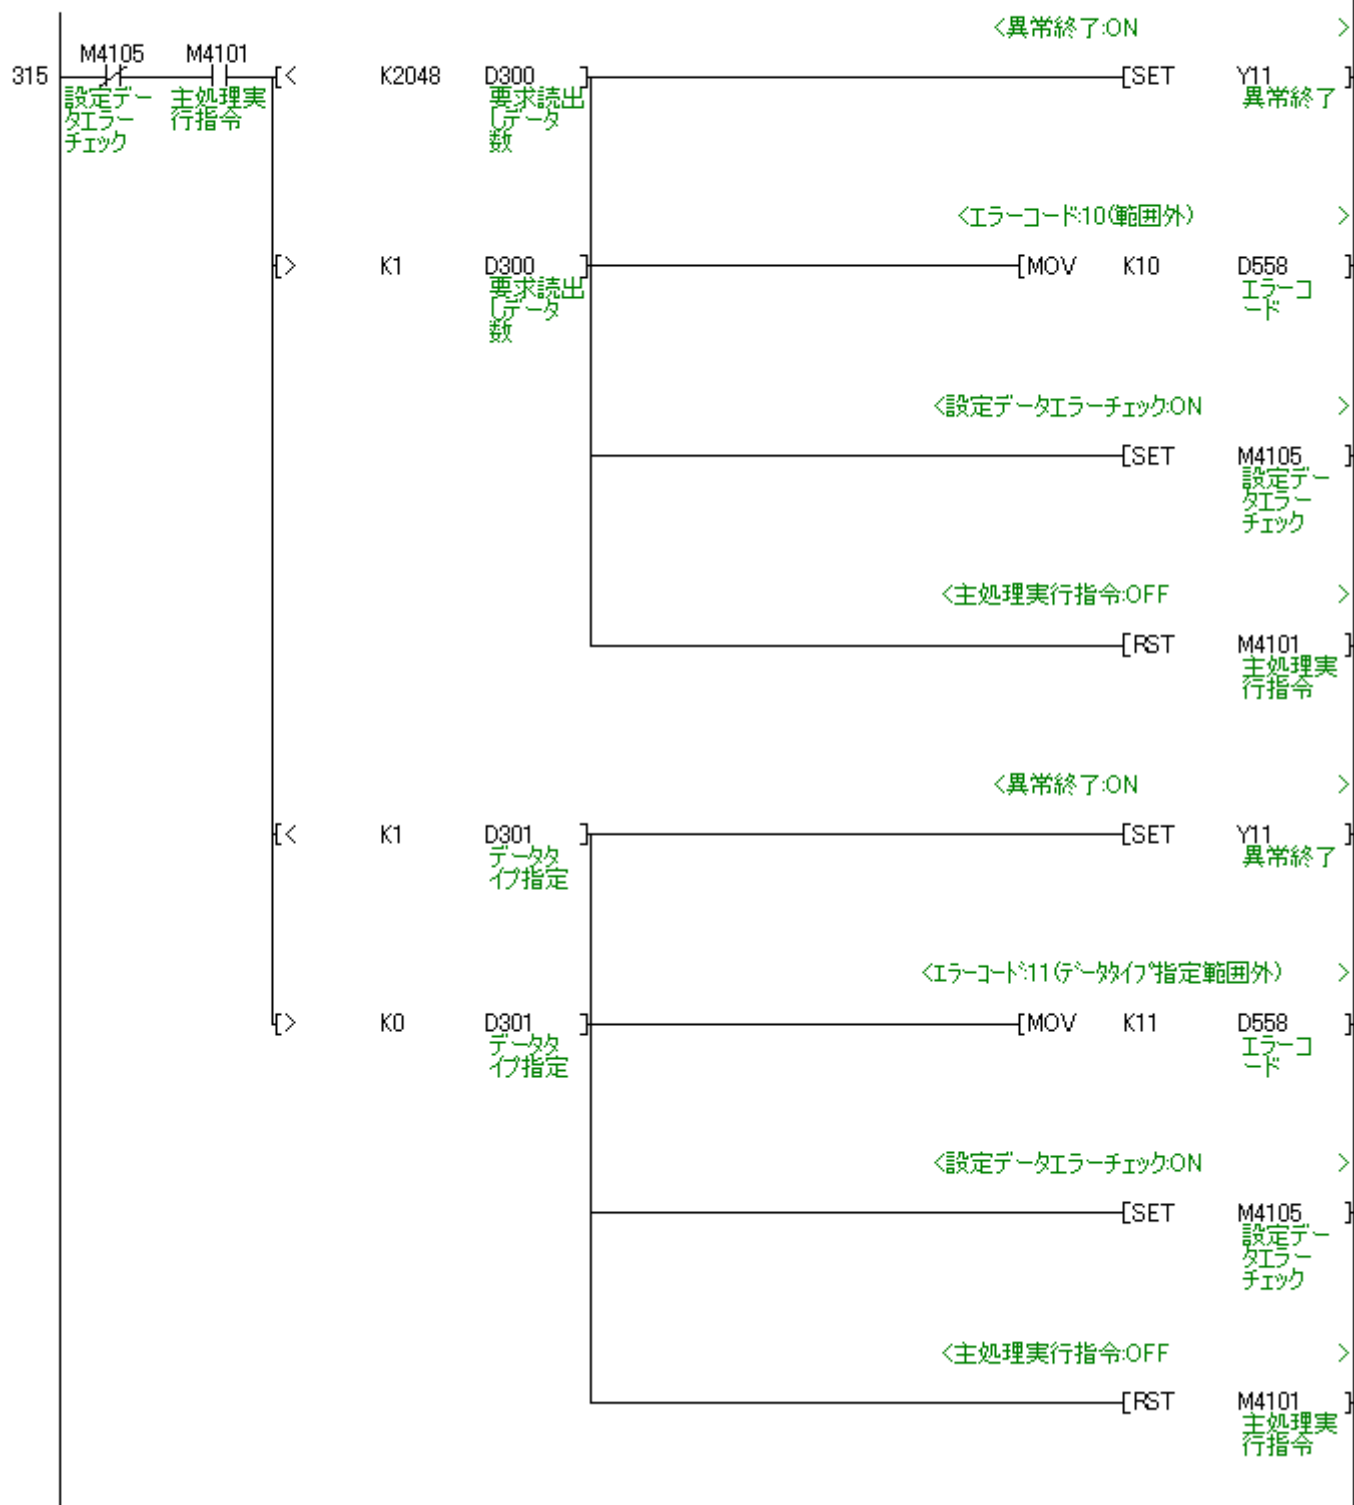 <異常終了:ON >
M4105 M4101
315 [< K2048 D300 ] [SET Y11 ]
設定デー 主処理実 要求読出 異常終了
タエラー 行指令 しデータ
チェック 数
<エラーコード:10(範囲外) >
[> K1 D300 ] [MOV K10 D558 ]
要求読出 エラーコ
しデータ ード
数
<設定データエラーチェック:ON >
[SET M4105 ]
設定デー
タエラー
チェック
<主処理実行指令:OFF >
[RST M4101 ]
主処理実
行指令
<異常終了:ON >
[< K1 D301 ] [SET Y11 ]
データタ 異常終了
イプ指定
<エラーコード:11(データタイプ指定範囲外) >
[> K0 D301 ] [MOV K11 D558 ]
データタ エラーコ
イプ指定 ード
<設定データエラーチェック:ON >
[SET M4105 ]
設定デー
タエラー
チェック
<主処理実行指令:OFF >
[RST M4101 ]
主処理実
行指令